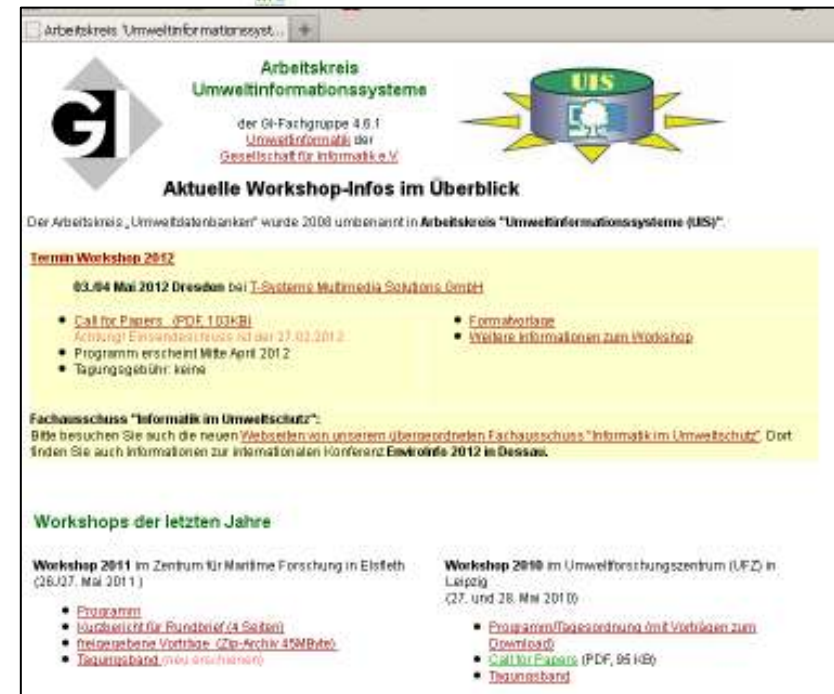 Arbeitskreis 'Umweltinformationssyst...
GI
Arbeitskreis
Umweltinformationssysteme
der GI-Fachgruppe 4.6.1
Umweltinformatik der
Gesellschaft für Informatik e.V.
UIS
Aktuelle Workshop-Infos im Überblick
Der Arbeitskreis „Umweltdatenbanken" wurde 2008 umbenannt in Arbeitskreis "Umweltinformationssysteme (UIS)".
Termin Workshop 2012
03./04 Mai 2012 Dresden bei T-Systems Multimedia Solutions GmbH
Call for Papers (PDF, 103KB)
Achtung! Einsendeschluss ist der 27.02.2012
Programm erscheint Mitte April 2012
Tagungsgebühr: keine
Formatvorlage
Weitere Informationen zum Workshop
Fachausschuss "Informatik im Umweltschutz":
Bitte besuchen Sie auch die neuen Webseiten von unserem übergeordneten Fachausschuss "Informatik im Umweltschutz". Dort
finden Sie auch Informationen zur internationalen Konferenz EnviroInfo 2012 in Dessau.
Workshops der letzten Jahre
Workshop 2011 im Zentrum für Maritime Forschung in Elsfleth
(26./27. Mai 2011)
Programm
Kurzbericht für Rundbrief (4 Seiten)
freigegebene Vorträge (Zip-Archiv 45MByte)
Tagungsband (neu erschienen)
Workshop 2010 im Umweltforschungszentrum (UFZ) in
Leipzig
(27. und 28. Mai 2010)
Programm/Tagesordnung (mit Vorträgen zum
Download)
Call for Papers (PDF, 95 KB)
Tagungsband